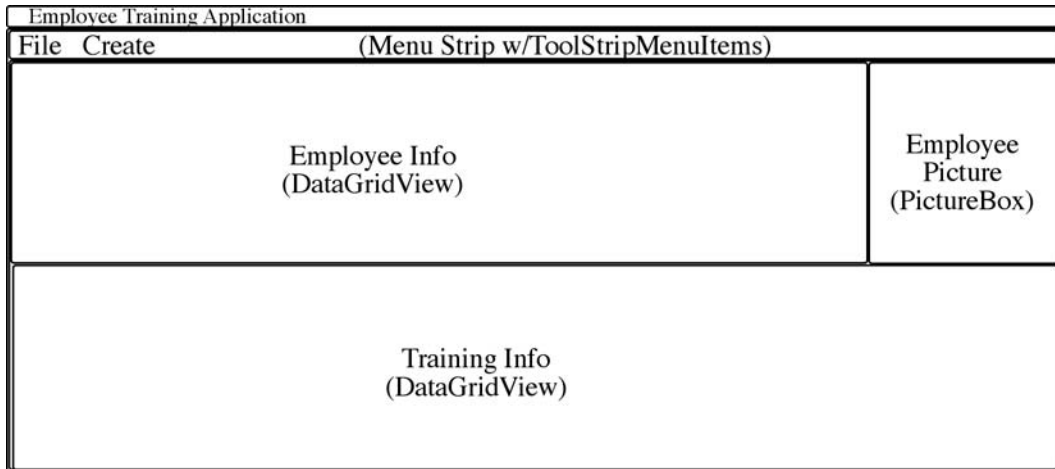 Employee Training Application
File Create (Menu Strip w/ToolStripMenuItems)
Employee Info
(DataGridView)
Employee
Picture
(PictureBox)
Training Info
(DataGridView)